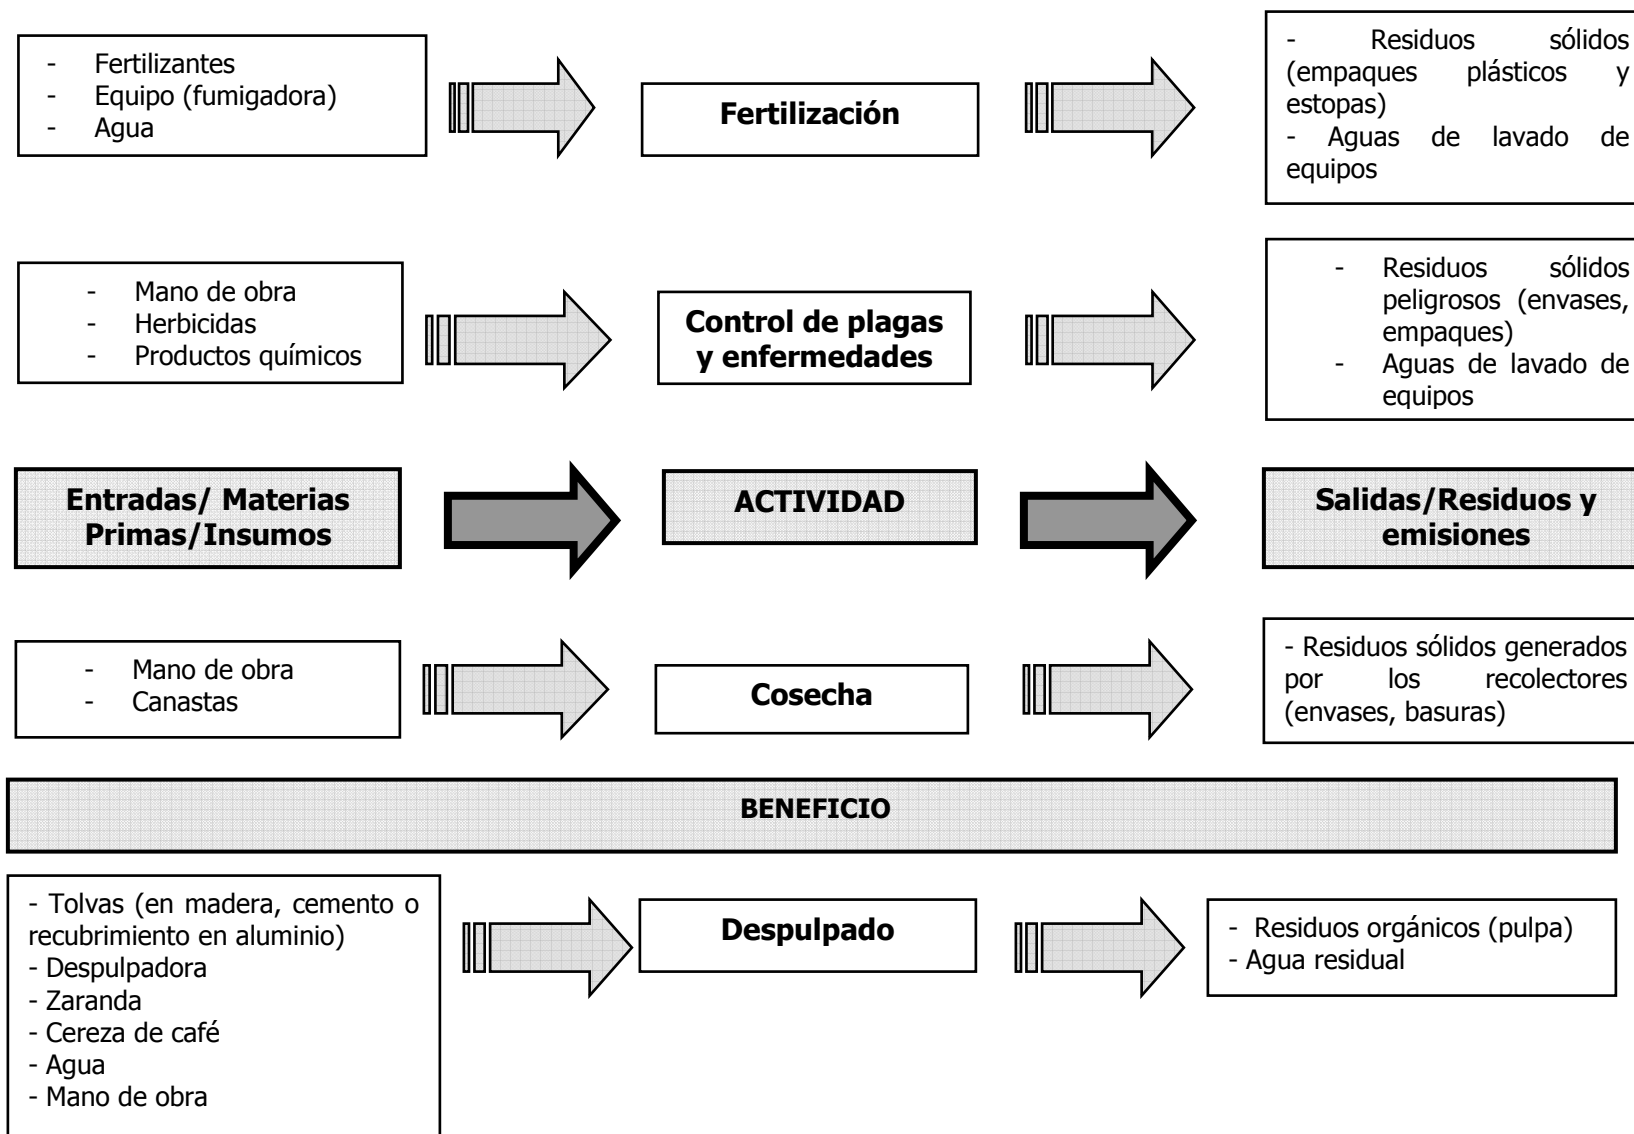 - Fertilizantes
- Equipo (fumigadora)
- Agua
Fertilización
- Residuos sólidos
(empaques plásticos y
estopas)
- Aguas de lavado de
equipos
- Mano de obra
- Herbicidas
- Productos químicos
Control de plagas
y enfermedades
- Residuos sólidos
peligrosos (envases,
empaques)
- Aguas de lavado de
equipos
Entradas/ Materias
Primas/Insumos
ACTIVIDAD
Salidas/Residuos y
emisiones
- Mano de obra
- Canastas
Cosecha
- Residuos sólidos generados
por los recolectores
(envases, basuras)
BENEFICIO
- Tolvas (en madera, cemento o
recubrimiento en aluminio)
- Despulpadora
- Zaranda
- Cereza de café
- Agua
- Mano de obra
Despulpado
- Residuos orgánicos (pulpa)
- Agua residual